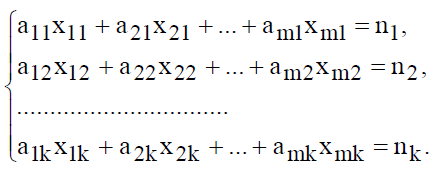 a₁₁x₁₁ + a₂₁x₂₁ + ... + aₘ₁xₘ₁ = n₁,
a₁₂x₁₂ + a₂₂x₂₂ + ... + aₘ₂xₘ₂ = n₂,
................................
a₁ₖx₁ₖ + a₂ₖx₂ₖ + ... + aₘₖxₘₖ = nₖ.